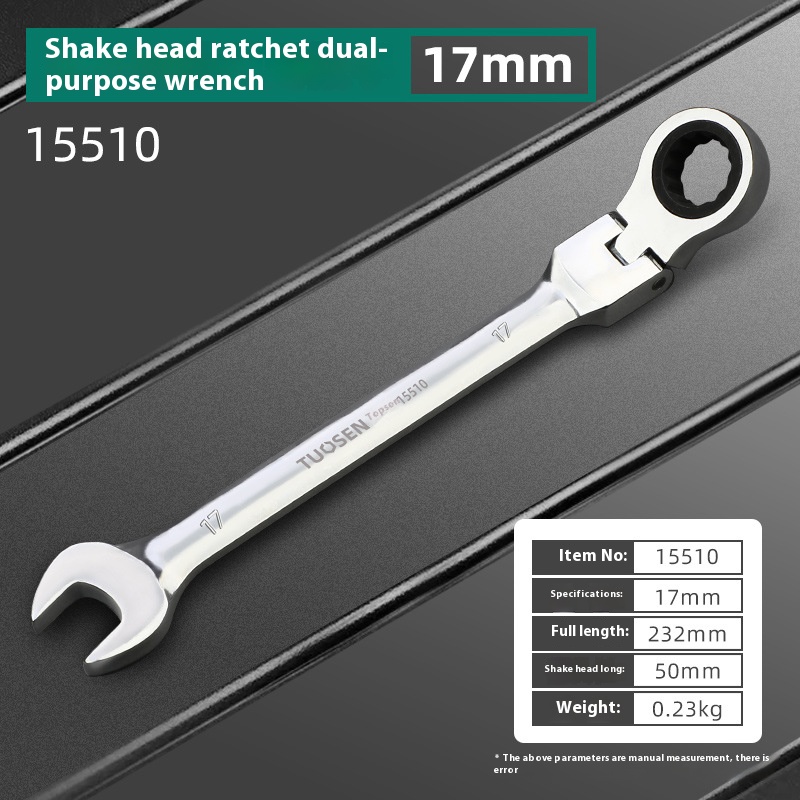 Shake head ratchet dual-
purpose wrench
17mm
15510
17
TUOSEN Topsem 15510
17
Item No: 15510
Specifications: 17mm
Full length: 232mm
Shake head long: 50mm
Weight: 0.23kg
* The above parameters are manual measurement, there is
error